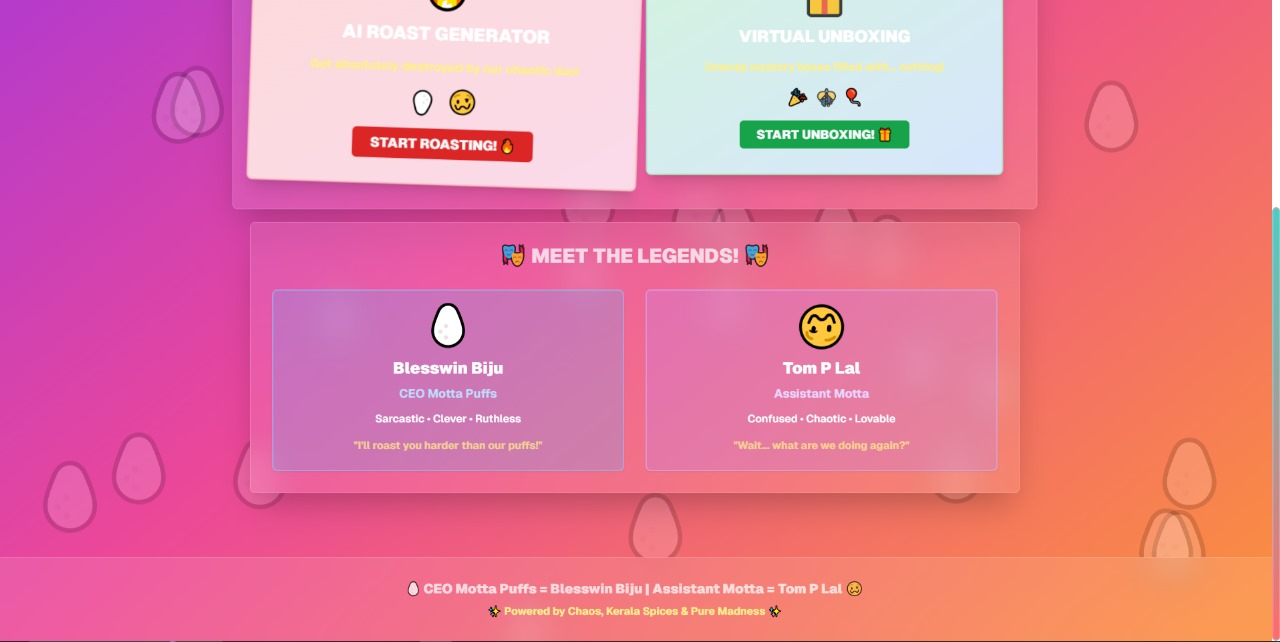 AI ROAST GENERATOR
Get absolutely destroyed by our chaotic duo!
START ROASTING!
VIRTUAL UNBOXING
Unwrap mystery boxes filled with... nothing!
START UNBOXING!
MEET THE LEGENDS!
Blesswin Biju
CEO Motta Puffs
Sarcastic • Clever • Ruthless
"I'll roast you harder than our puffs!"
Tom P Lal
Assistant Motta
Confused • Chaotic • Lovable
"Wait... what are we doing again?"
CEO Motta Puffs = Blesswin Biju | Assistant Motta = Tom P Lal
Powered by Chaos, Kerala Spices & Pure Madness